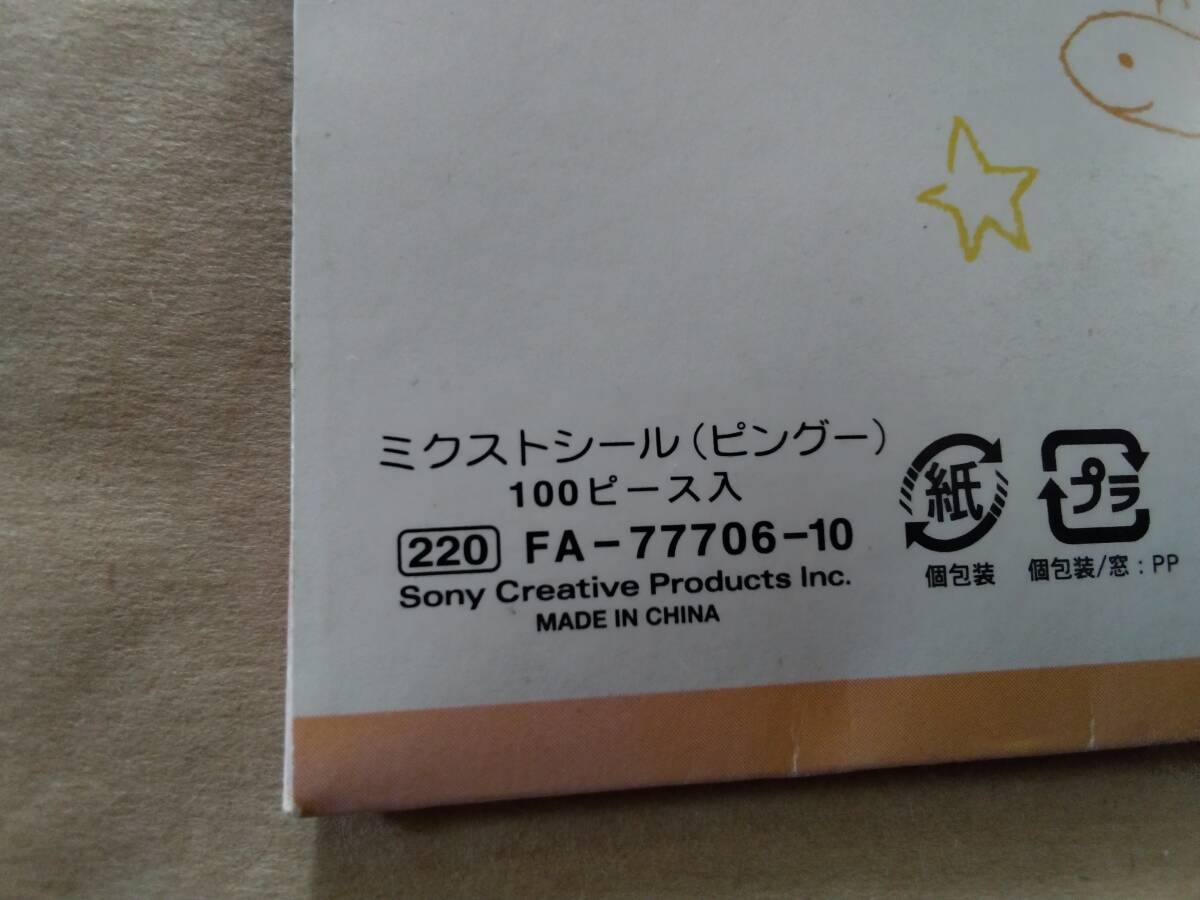 ミクストシール(ピングー)
100ピース入
220 FA-77706-10
Sony Creative Products Inc.
MADE IN CHINA
紙
個包装
プラ
個包装/窓:PP